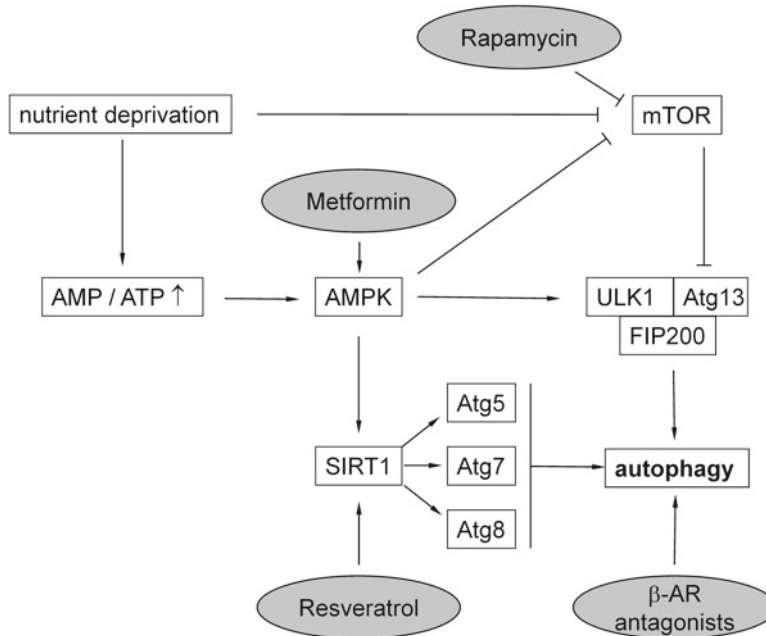 Rapamycin
nutrient deprivation
mTOR
Metformin
AMP / ATP ↑
AMPK
ULK1
Atg13
FIP200
Atg5
SIRT1
Atg7
autophagy
Atg8
Resveratrol
β-AR
antagonists